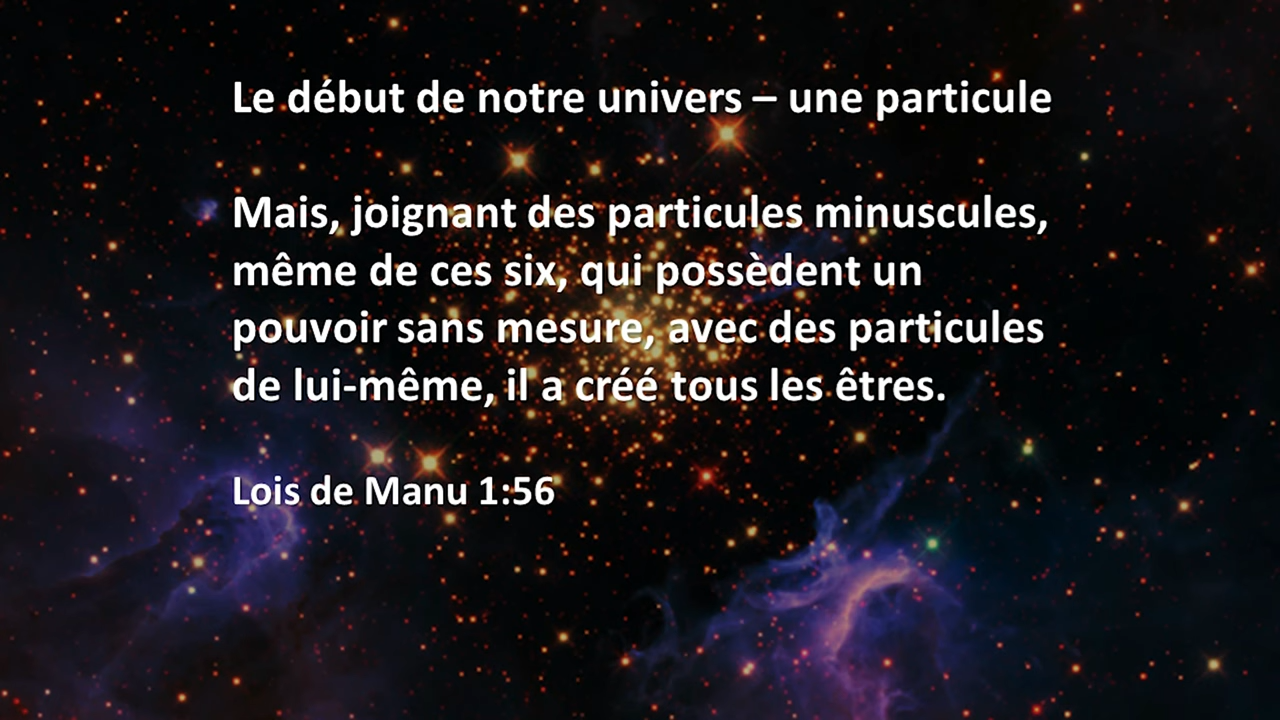 Le début de notre univers – une particule
Mais, joignant des particules minuscules,
même de ces six, qui possèdent un
pouvoir sans mesure, avec des particules
de lui-même, il a créé tous les êtres.
Lois de Manu 1:56